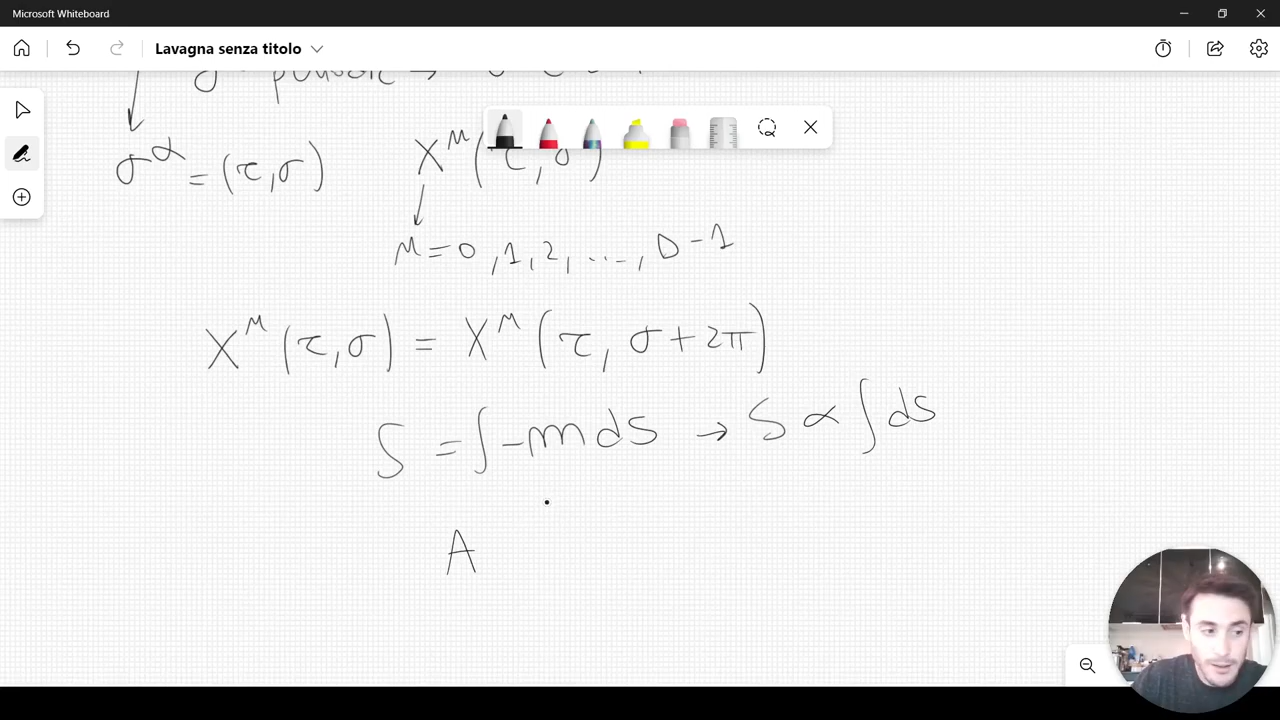 Microsoft Whiteboard
Lavagna senza titolo
σ^α = (τ,σ) X^M(τ,σ)
M = 0,1,2,...,D-1
X^M(τ,σ) = X^M(τ, σ+2π)
S = ∫-m ds → S ∝ ∫ds
A